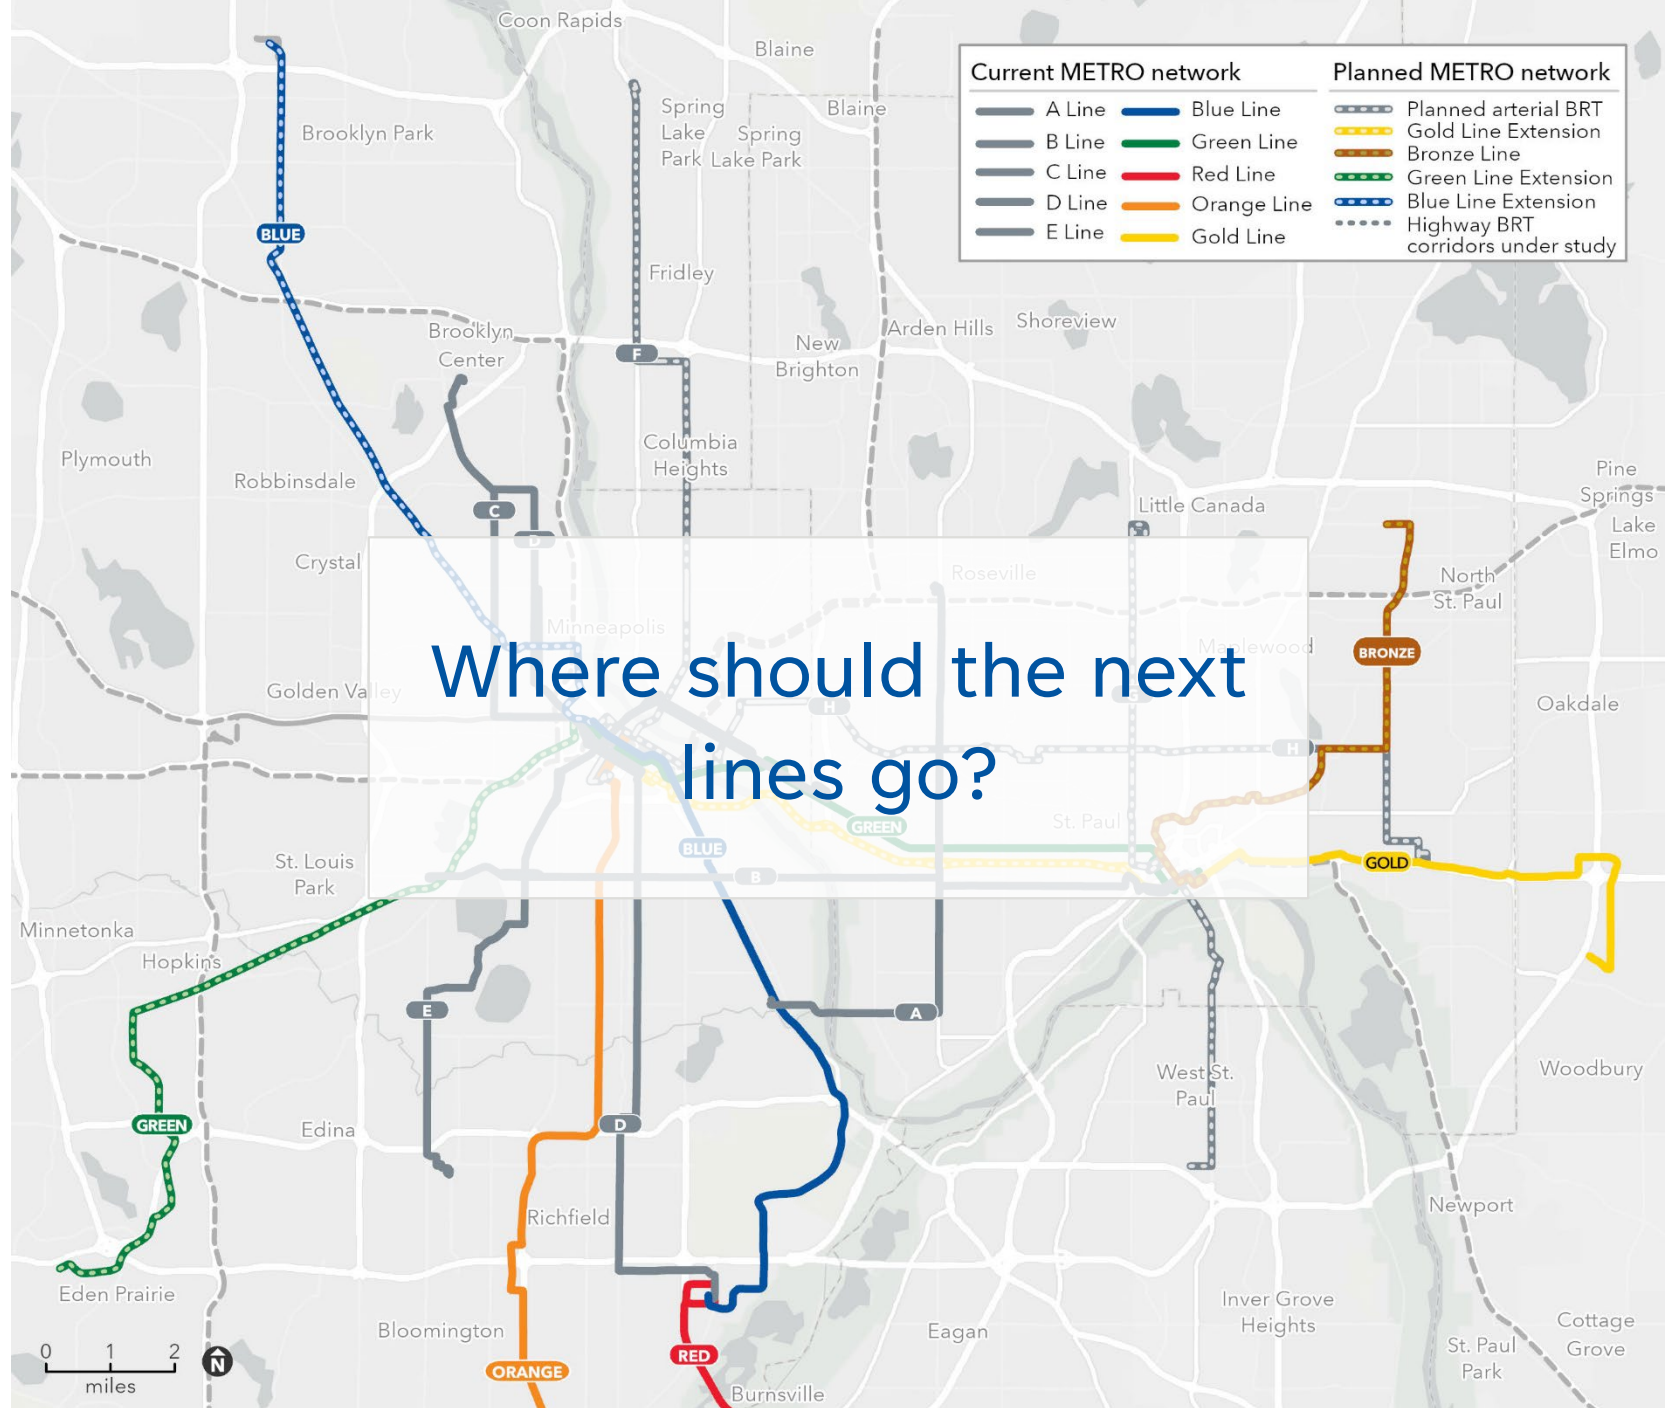 Coon Rapids
Blaine
Current METRO network
A Line
B Line
C Line
D Line
E Line
Blue Line
Green Line
Red Line
Orange Line
Gold Line
Planned METRO network
Planned arterial BRT
Gold Line Extension
Bronze Line
Green Line Extension
Blue Line Extension
Highway BRT
corridors under study
Brooklyn Park
Spring
Lake
Park
Spring
Lake Park
Blaine
BLUE
Fridley
Brooklyn
Center
F
New
Brighton
Arden Hills
Shoreview
Plymouth
Robbinsdale
Columbia
Heights
C
D
Little Canada
Pine
Springs
Lake
Elmo
Crystal
Roseville
North
St. Paul
Minneapolis
Maplewood
BRONZE
Where should the next
lines go?
Golden Valley
H
G
H
Oakdale
GREEN
St. Paul
BLUE
B
GOLD
St. Louis
Park
Minnetonka
Hopkins
E
A
West St.
Paul
Woodbury
GREEN
Edina
D
Richfield
Newport
Eden Prairie
Bloomington
Eagan
Inver Grove
Heights
Cottage
Grove
St. Paul
Park
0 1 2
miles
N
ORANGE
RED
Burnsville